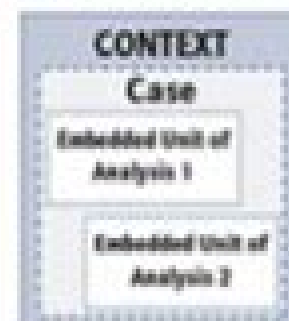 CONTEXT
Case
Embedded Unit of
Analysis 1
Embedded Unit of
Analysis 2